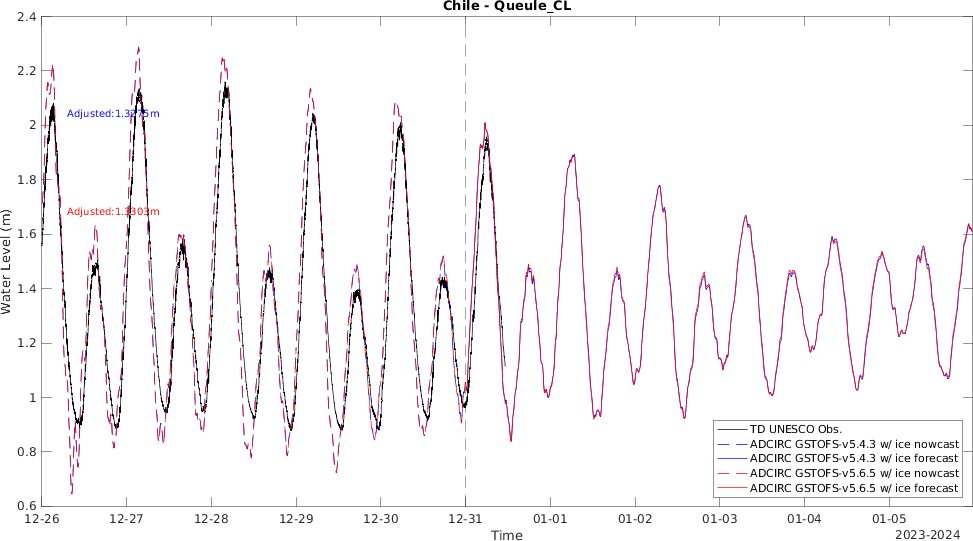 Chile - Queule_CL
2.4
2.2
2
1.8
1.6
1.4
1.2
1
0.8
0.6
Water Level (m)
Adjusted:1.3275m
Adjusted:1.1303m
TD UNESCO Obs.
ADCIRC GSTOFS-v5.4.3 w/ ice nowcast
ADCIRC GSTOFS-v5.4.3 w/ ice forecast
ADCIRC GSTOFS-v5.6.5 w/ ice nowcast
ADCIRC GSTOFS-v5.6.5 w/ ice forecast
12-26 12-27 12-28 12-29 12-30 12-31 01-01 01-02 01-03 01-04 01-05
Time
2023-2024